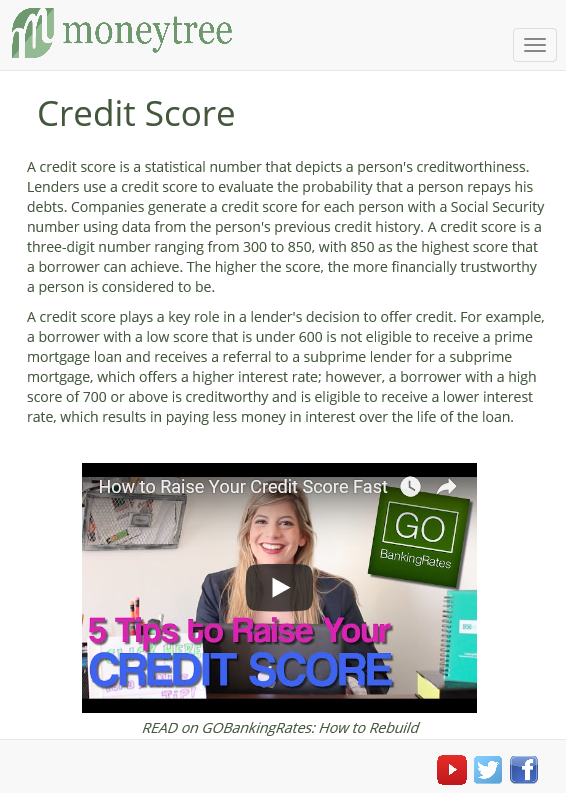 moneytree
Credit Score
A credit score is a statistical number that depicts a person's creditworthiness.
Lenders use a credit score to evaluate the probability that a person repays his
debts. Companies generate a credit score for each person with a Social Security
number using data from the person's previous credit history. A credit score is a
three-digit number ranging from 300 to 850, with 850 as the highest score that
a borrower can achieve. The higher the score, the more financially trustworthy
a person is considered to be.
A credit score plays a key role in a lender's decision to offer credit. For example,
a borrower with a low score that is under 600 is not eligible to receive a prime
mortgage loan and receives a referral to a subprime lender for a subprime
mortgage, which offers a higher interest rate; however, a borrower with a high
score of 700 or above is creditworthy and is eligible to receive a lower interest
rate, which results in paying less money in interest over the life of the loan.
How to Raise Your Credit Score Fast
GO
BankingRates
5 Tips to Raise Your
CREDIT SCORE
READ on GOBankingRates: How to Rebuild